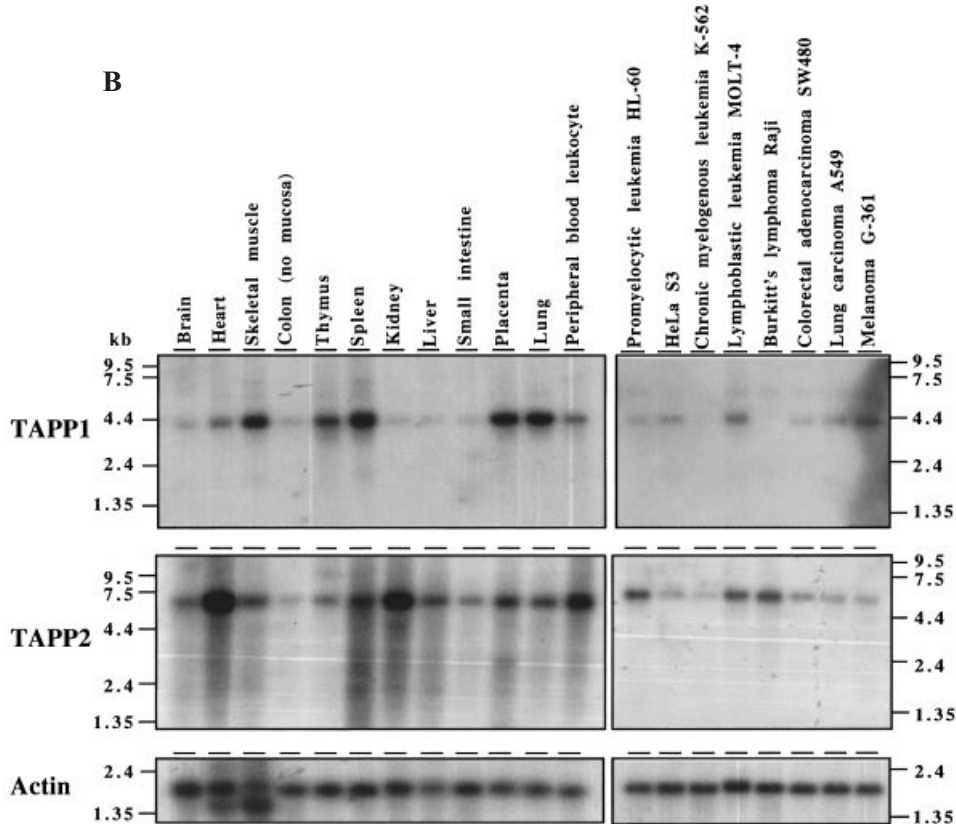 B
Brain
Heart
Skeletal muscle
Colon (no mucosa)
Thymus
Spleen
Kidney
Liver
Small intestine
Placenta
Lung
Peripheral blood leukocyte
Promyelocytic leukemia HL-60
HeLa S3
Chronic myelogenous leukemia K-562
Lymphoblastic leukemia MOLT-4
Burkitt's lymphoma Raji
Colorectal adenocarcinoma SW480
Lung carcinoma A549
Melanoma G-361
kb
9.5
7.5
4.4
2.4
1.35
TAPP1
9.5
7.5
4.4
2.4
1.35
9.5
7.5
4.4
2.4
1.35
TAPP2
9.5
7.5
4.4
2.4
1.35
2.4
1.35
Actin
2.4
1.35